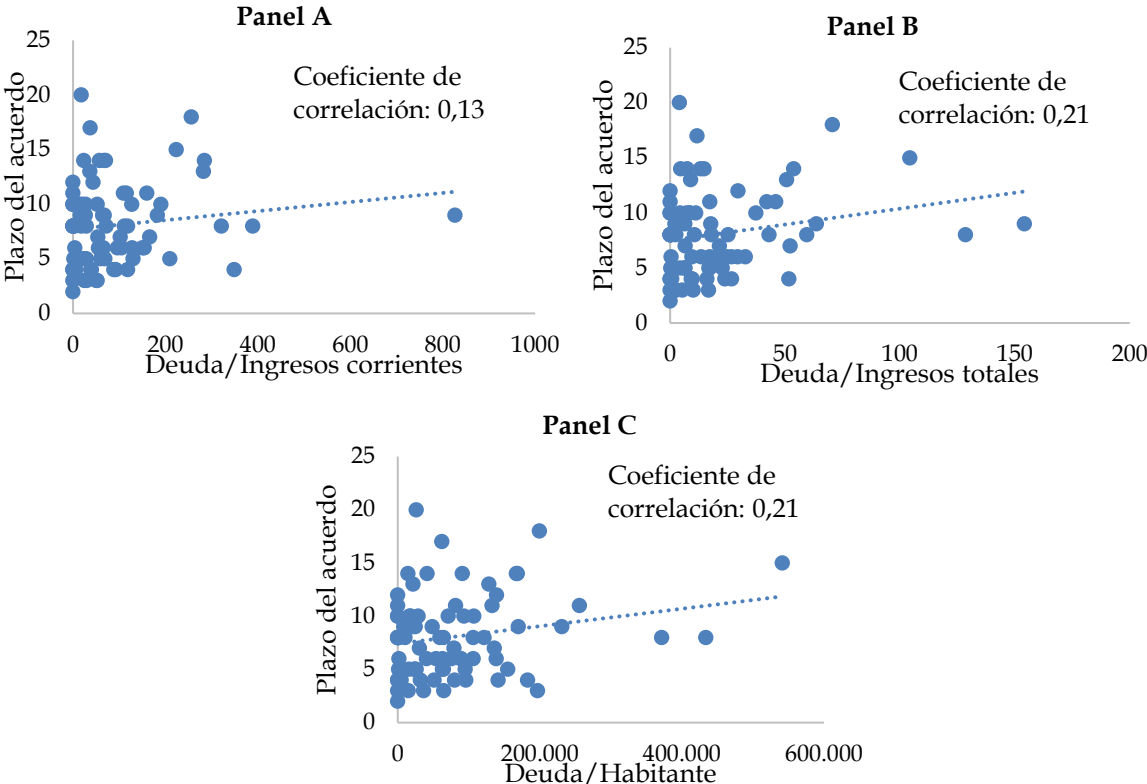 Panel A
25
20
15
10
5
0
Plazo del acuerdo
Coeficiente de
correlación: 0,13
0 200 400 600 800 1000
Deuda/Ingresos corrientes
Panel B
25
20
15
10
5
0
Plazo del acuerdo
Coeficiente de
correlación: 0,21
0 50 100 150 200
Deuda/Ingresos totales
Panel C
25
20
15
10
5
0
Plazo del acuerdo
Coeficiente de
correlación: 0,21
0 200.000 400.000 600.000
Deuda/Habitante